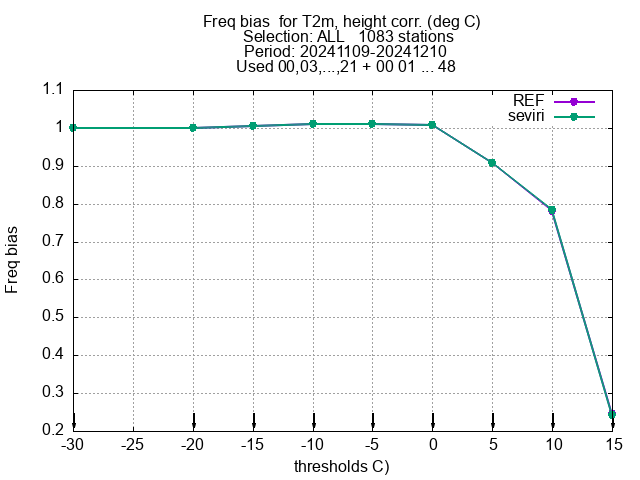 Freq bias  for T2m, height corr. (deg C)
Selection: ALL   1083 stations
Period: 20241109-20241210
Used 00,03,...,21 + 00 01 ... 48
REF
seviri
1.1
1
0.9
0.8
0.7
0.6
0.5
0.4
0.3
0.2
Freq bias
-30 -25 -20 -15 -10 -5 0 5 10 15
thresholds C)